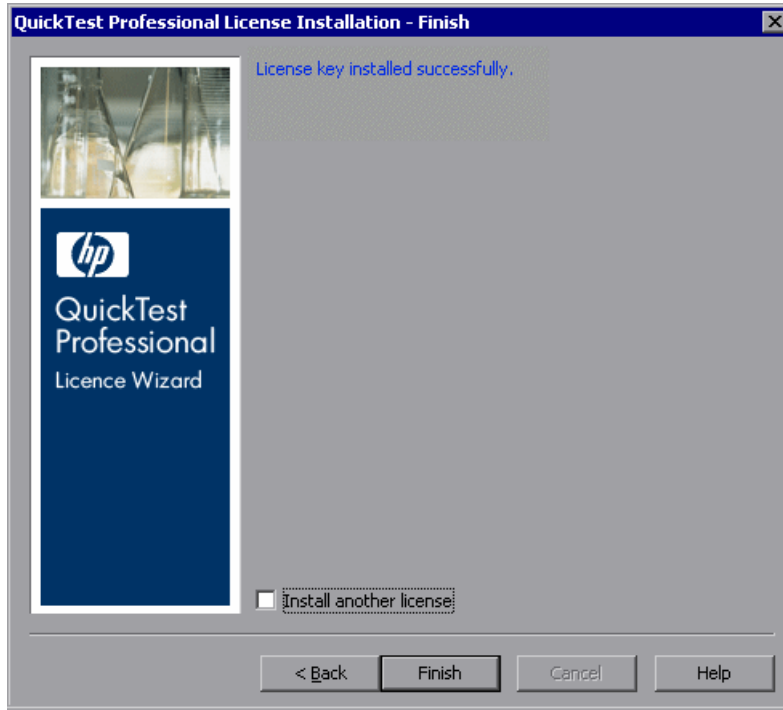 QuickTest Professional License Installation - Finish
License key installed successfully.
hp
QuickTest
Professional
Licence Wizard
Install another license
< Back
Finish
Cancel
Help